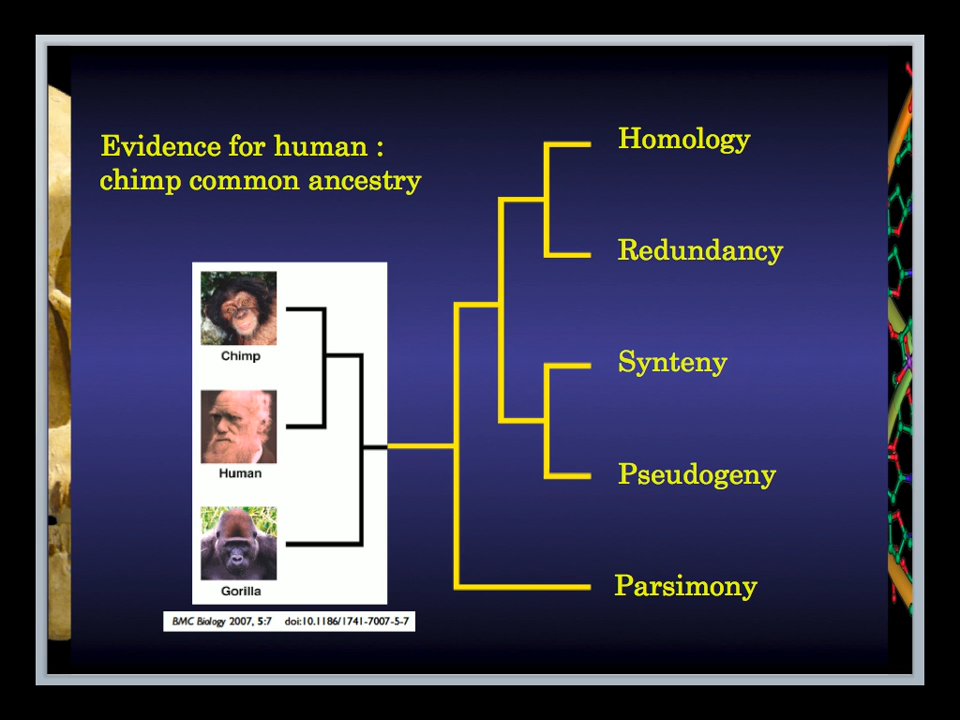 Evidence for human :
chimp common ancestry
Homology
Redundancy
Synteny
Pseudogeny
Parsimony
Chimp
Human
Gorilla
BMC Biology 2007, 5:7 doi:10.1186/1741-7007-5-7